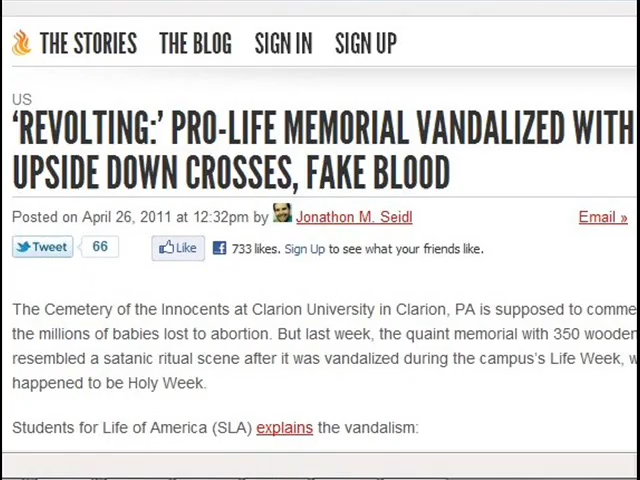 THE STORIES THE BLOG SIGN IN SIGN UP
US
‘REVOLTING:’ PRO-LIFE MEMORIAL VANDALIZED WITH
UPSIDE DOWN CROSSES, FAKE BLOOD
Posted on April 26, 2011 at 12:32pm by Jonathon M. Seidl Email »
Tweet 66 Like 733 likes. Sign Up to see what your friends like.
The Cemetery of the Innocents at Clarion University in Clarion, PA is supposed to comme
the millions of babies lost to abortion. But last week, the quaint memorial with 350 wooden
resembled a satanic ritual scene after it was vandalized during the campus’s Life Week, w
happened to be Holy Week.
Students for Life of America (SLA) explains the vandalism: